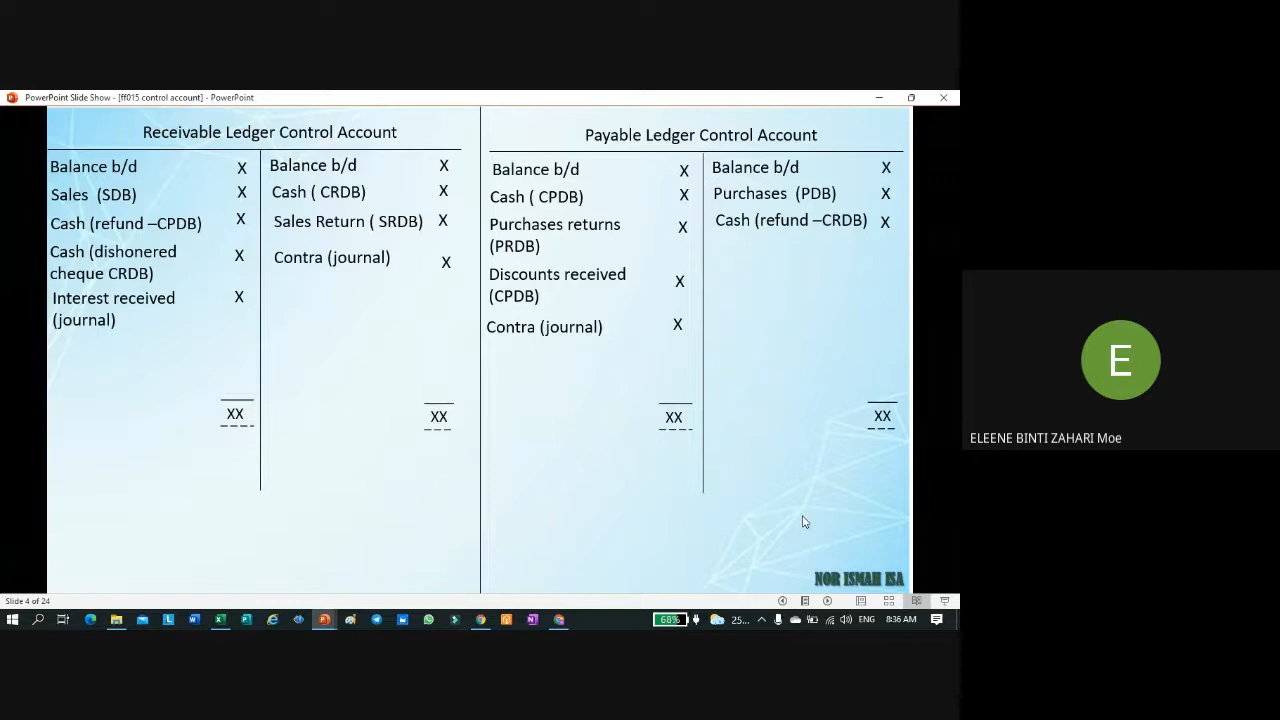 PowerPoint Slide Show - [ff015 control account] - PowerPoint
Receivable Ledger Control Account
Balance b/d X
Sales (SDB) X
Cash (refund –CPDB) X
Cash (dishonered
cheque CRDB) X
Interest received
(journal) X
XX
Balance b/d X
Cash ( CRDB) X
Sales Return ( SRDB) X
Contra (journal) X
XX
Payable Ledger Control Account
Balance b/d X
Cash ( CPDB) X
Purchases returns
(PRDB) X
Discounts received
(CPDB) X
Contra (journal) X
XX
Balance b/d X
Purchases (PDB) X
Cash (refund –CRDB) X
XX
NOR ISMAH ISA
Slide 4 of 24
68% 25... ENG 8:36 AM
E
ELEENE BINTI ZAHARI Moe